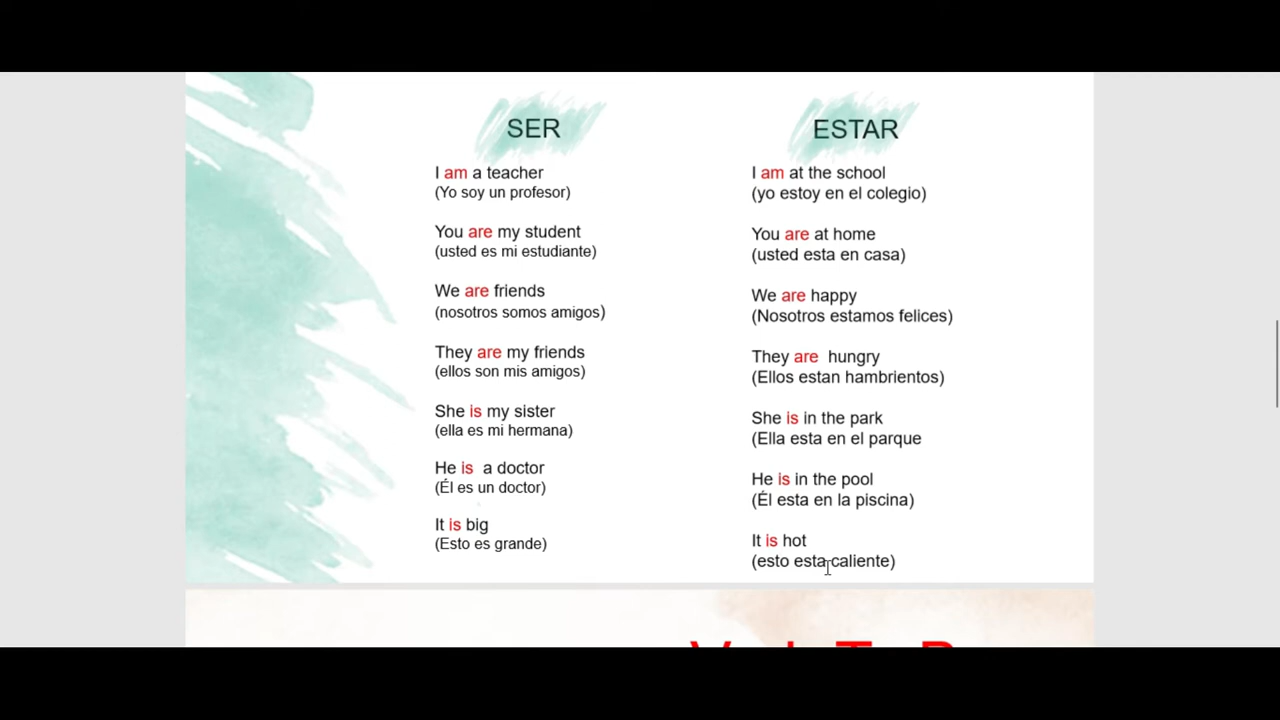 SER
I am a teacher
(Yo soy un profesor)
You are my student
(usted es mi estudiante)
We are friends
(nosotros somos amigos)
They are my friends
(ellos son mis amigos)
She is my sister
(ella es mi hermana)
He is a doctor
(Él es un doctor)
It is big
(Esto es grande)
ESTAR
I am at the school
(yo estoy en el colegio)
You are at home
(usted esta en casa)
We are happy
(Nosotros estamos felices)
They are hungry
(Ellos estan hambrientos)
She is in the park
(Ella esta en el parque
He is in the pool
(Él esta en la piscina)
It is hot
(esto esta caliente)